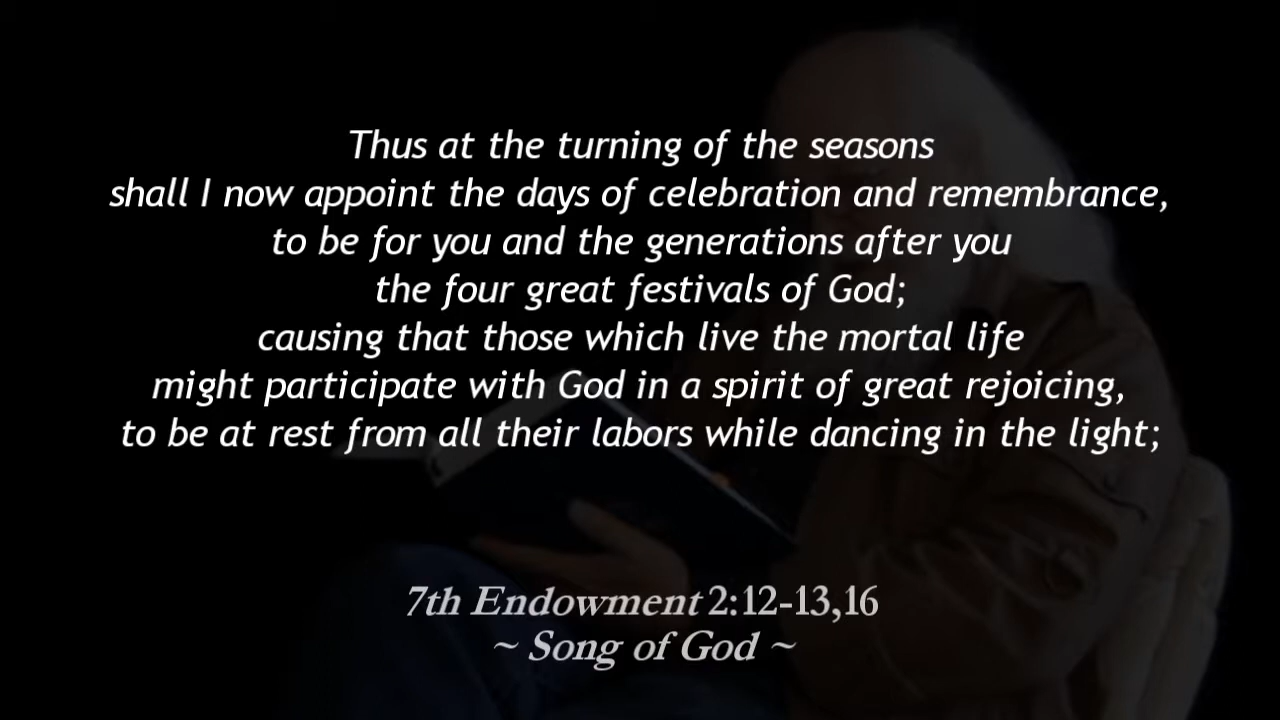 Thus at the turning of the seasons
shall I now appoint the days of celebration and remembrance,
to be for you and the generations after you
the four great festivals of God;
causing that those which live the mortal life
might participate with God in a spirit of great rejoicing,
to be at rest from all their labors while dancing in the light;
7th Endowment 2:12-13,16
~ Song of God ~